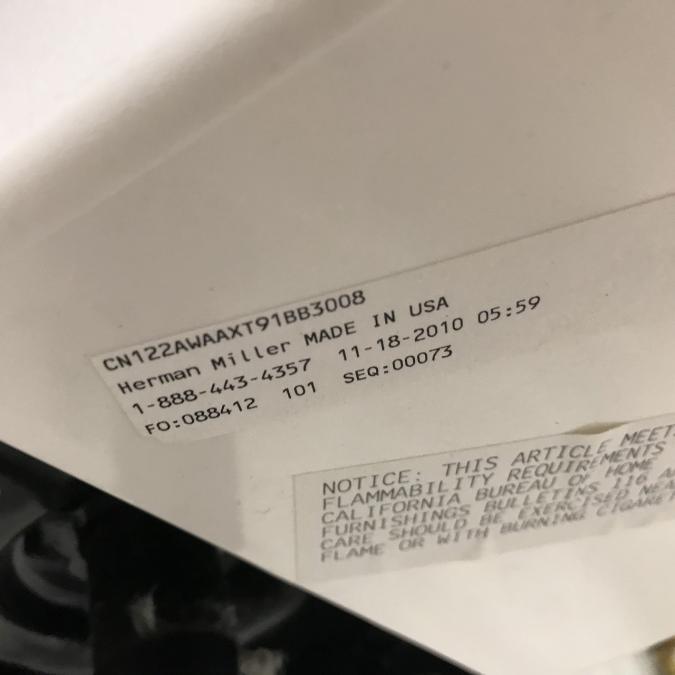 CN122AWAAXT91BB3008
Herman Miller MADE IN USA
1-888-443-4357 11-18-2010 05:59
FO:088412 101 SEQ:00073
NOTICE: THIS ARTICLE MEETS
FLAMMABILITY REQUIREMENTS
CALIFORNIA BUREAU OF HOME
FURNISHINGS BULLETINS 116
CARE SHOULD BE EXERCISED
FLAME OR WITH BURNING